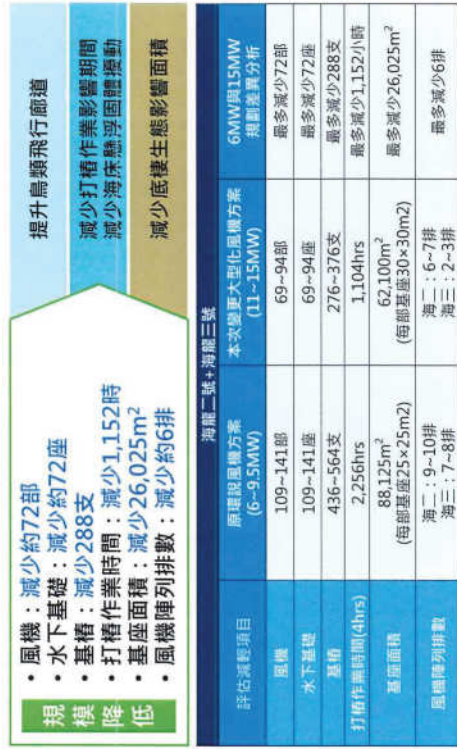 規模降低
• 風機：減少約72部
• 水下基礎：減少約72座
• 基樁：減少288支
• 打樁作業時間：減少1,152時
• 基座面積：減少26,025m²
• 風機陣列排數：減少約6排
提升鳥類飛行廊道
減少打樁作業影響期間
減少海床懸浮固體擾動
減少底棲生態影響面積
海龍二號+海龍三號
評估減輕項目
原環說風機方案
(6~9.5MW)
本次變更大型化風機方案
(11~15MW)
6MW與15MW
規劃差異分析
風機
109~141部
69~94部
最多減少72部
水下基礎
109~141座
69~94座
最多減少72座
基樁
436~564支
276~376支
最多減少288支
打樁作業時間(4hrs)
2,256hrs
1,104hrs
最多減少1,152小時
基座面積
88,125m²
(每部基座25×25m2)
62,100m²
(每部基座30×30m2)
最多減少26,025m²
風機陣列排數
海二：9~10排
海三：7~8排
海二：6~7排
海三：2~3排
最多減少6排